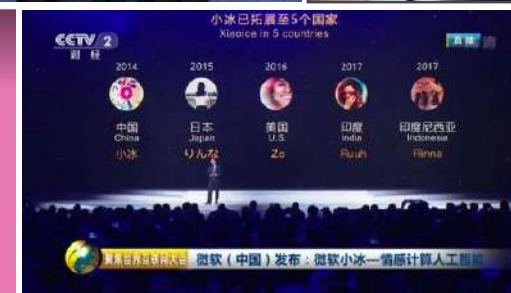 小冰已拓展至5个国家
Xiaoice in 5 countries
CCTV 2
财经
直播
2014
2015
2016
2017
2017
中国
日本
美国
印度
印度尼西亚
China
Japan
U.S.
India
Indonesia
小冰
りんな
Zo
Ruuh
Rinna
微软（中国）发布：微软小冰—情感计算人工智能